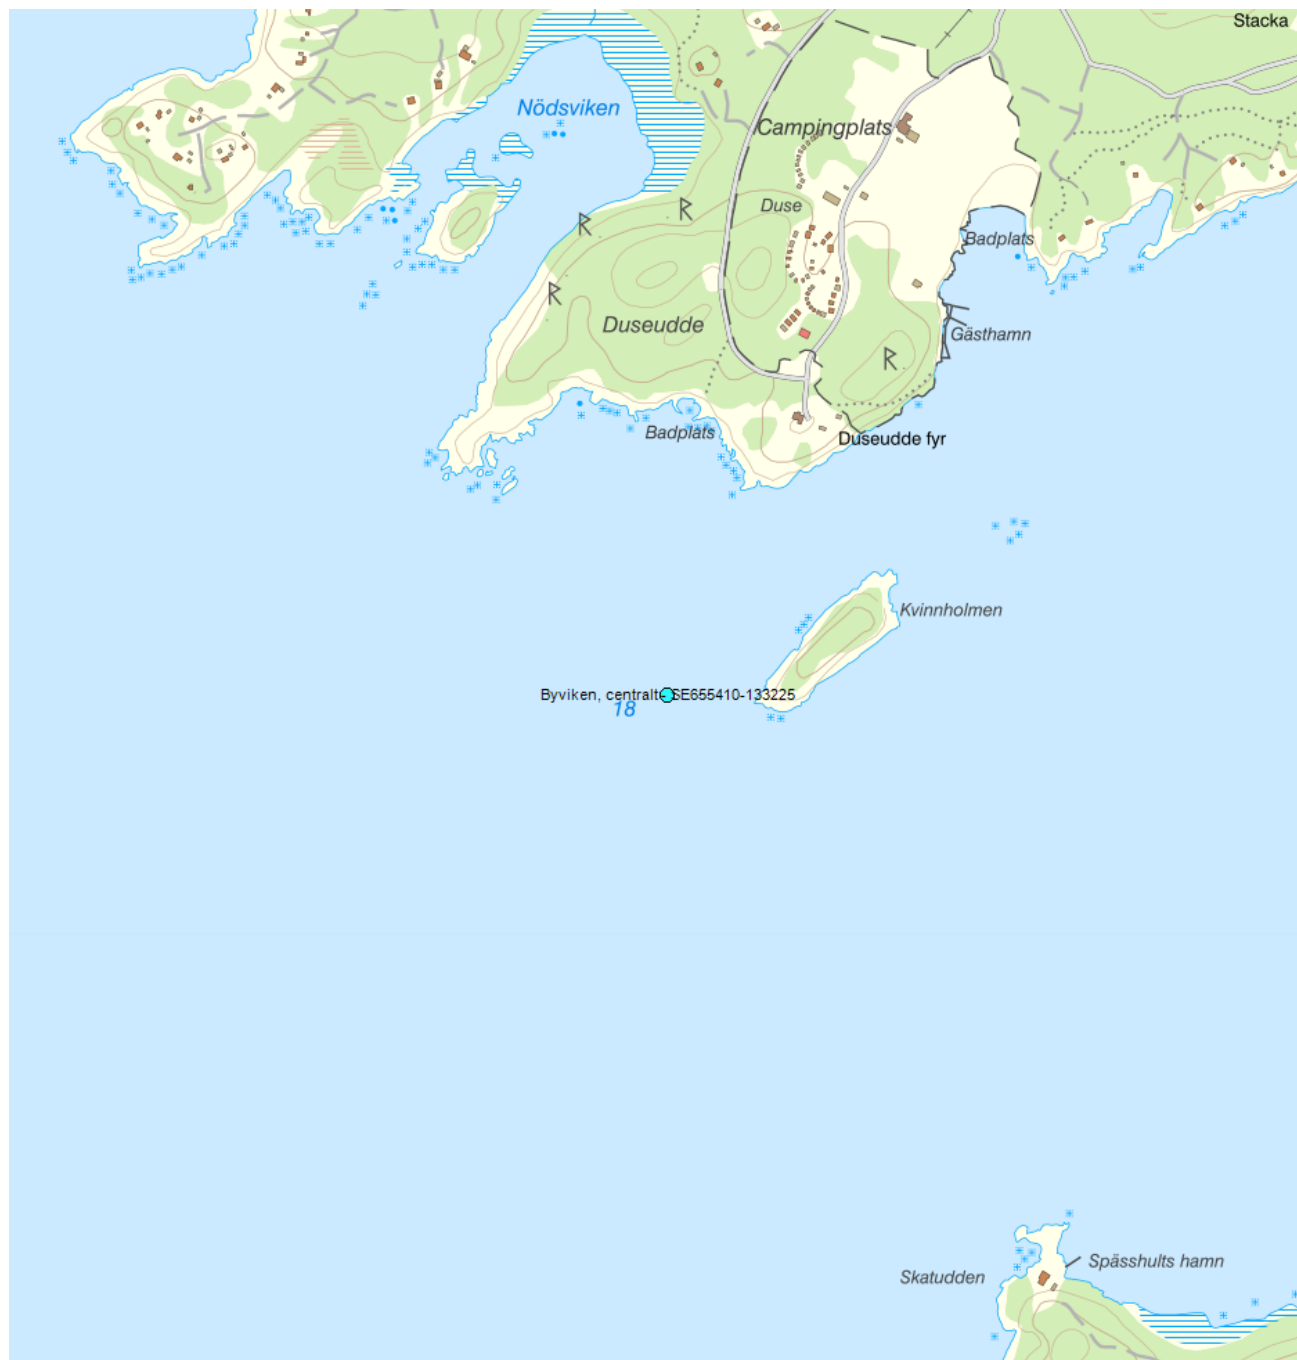 Stacka
Nödsviken
Campingplats
Duse
Badplats
Duseudde
Gästhamn
Badplats
Duseudde fyr
Kvinnholmen
Byviken, centralt- SE655410-133225
18
Spässhults hamn
Skatudden